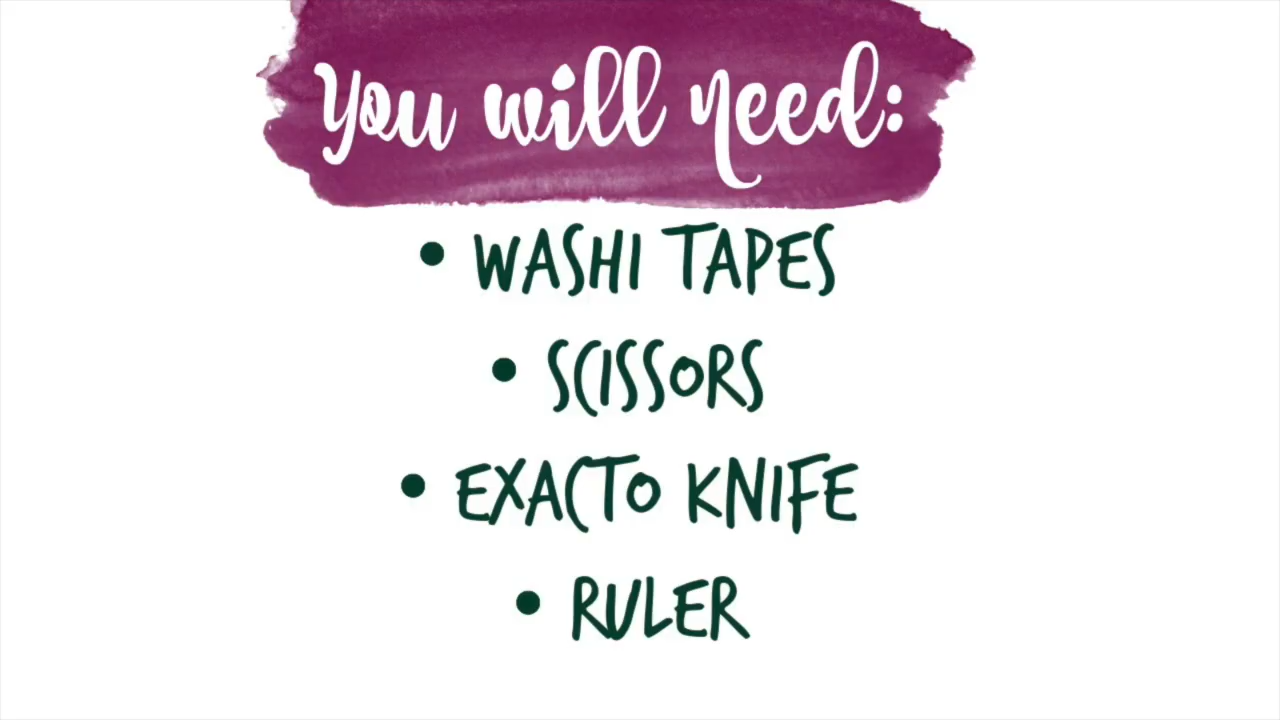 You will need:
• WASHI TAPES
• SCISSORS
• EXACTO KNIFE
• RULER